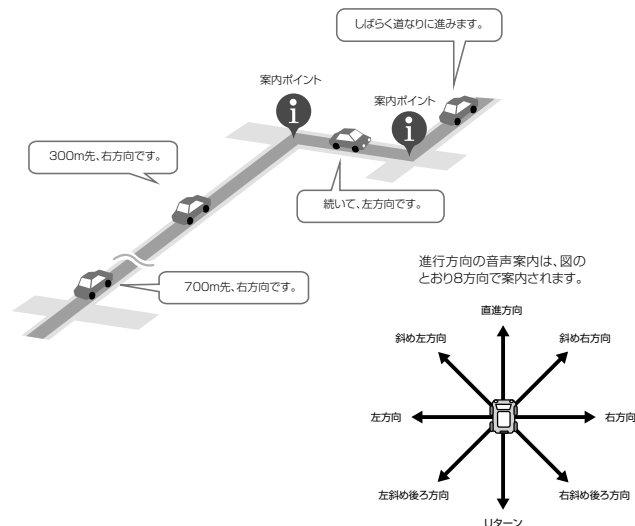 しばらく道なりに進みます。
案内ポイント
案内ポイント
300m先、右方向です。
続いて、左方向です。
700m先、右方向です。
進行方向の音声案内は、図の
とおり8方向で案内されます。
直進方向
斜め左方向
斜め右方向
左方向
右方向
左斜め後ろ方向
右斜め後ろ方向
Uターン